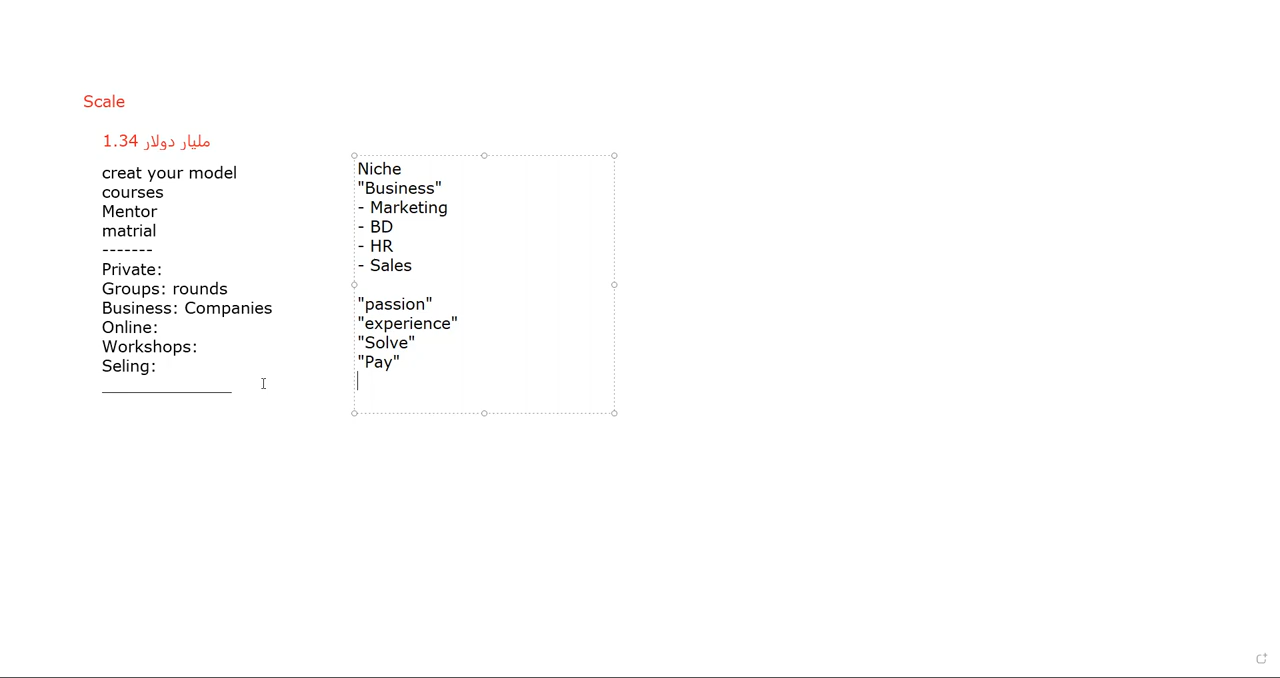 Scale
1.34 مليار دولار
creat your model
courses
Mentor
matrial
-------
Private:
Groups: rounds
Business: Companies
Online:
Workshops:
Seling:
________________
Niche
"Business"
- Marketing
- BD
- HR
- Sales
"passion"
"experience"
"Solve"
"Pay"